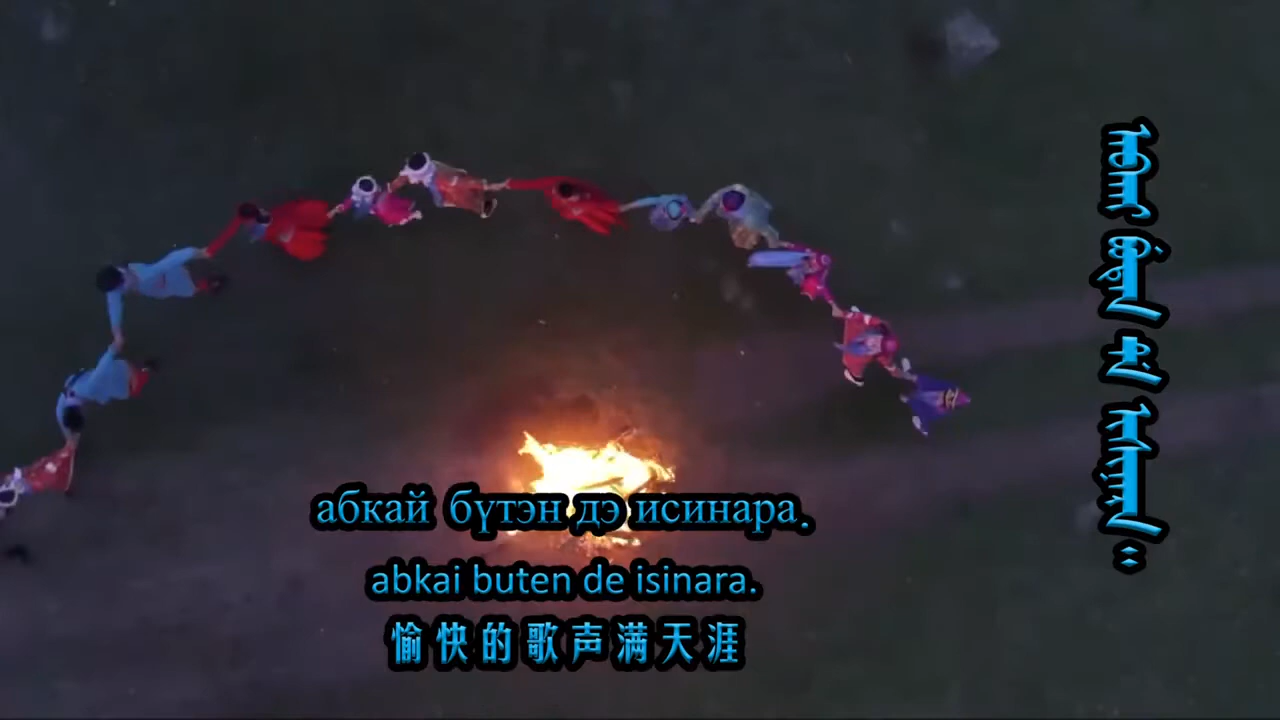 ᠠᠪᡴᠠᡳ ᠪᡠᡨᡝᠨ ᡩᡝ ᡳᠰᡳᠨᠠᡵᠠ᠉
абкай бүтэн дэ исинара.
abkai buten de isinara.
愉快的歌声满天涯